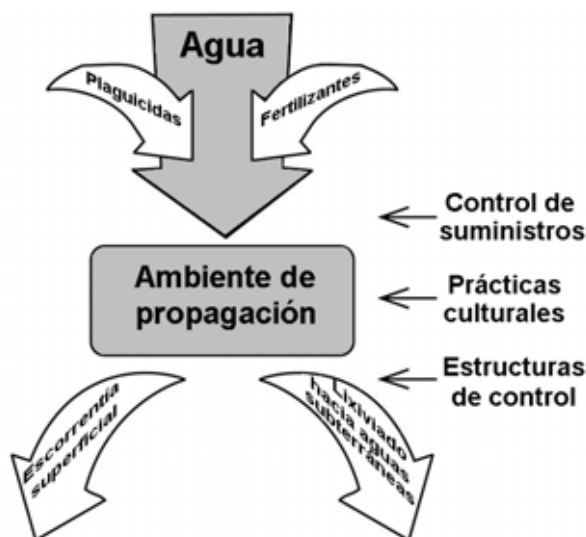 Agua
Plaguicidas
Fertilizantes
Control de
suministros
Ambiente de
propagación
Prácticas
culturales
Estructuras
de control
Escorrentía
superficial
Lixiviado
hacia aguas
subterráneas